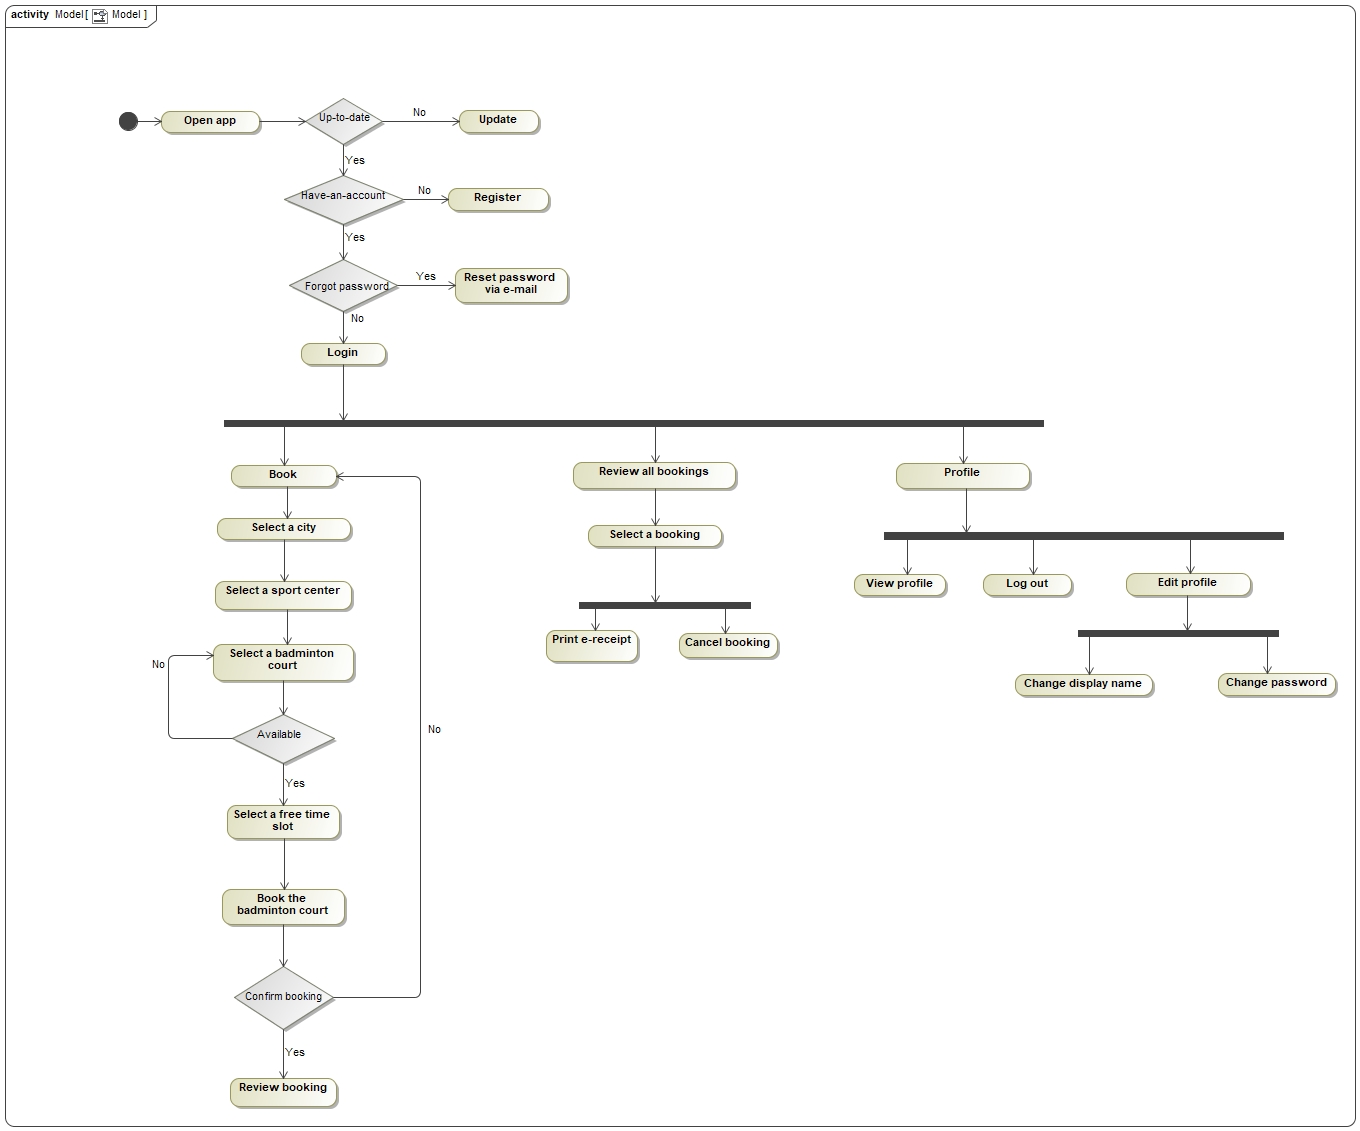 activity Model[ Model ]
Open app
Up-to-date
No
Update
Yes
Have-an-account
No
Register
Yes
Forgot password
Yes
Reset password
via e-mail
No
Login
Book
Review all bookings
Profile
Select a city
Select a booking
Select a sport center
View profile
Log out
Edit profile
Select a badminton
court
No
Print e-receipt
Cancel booking
Change display name
Change password
Available
No
Yes
Select a free time
slot
Book the
badminton court
Confirm booking
Yes
Review booking